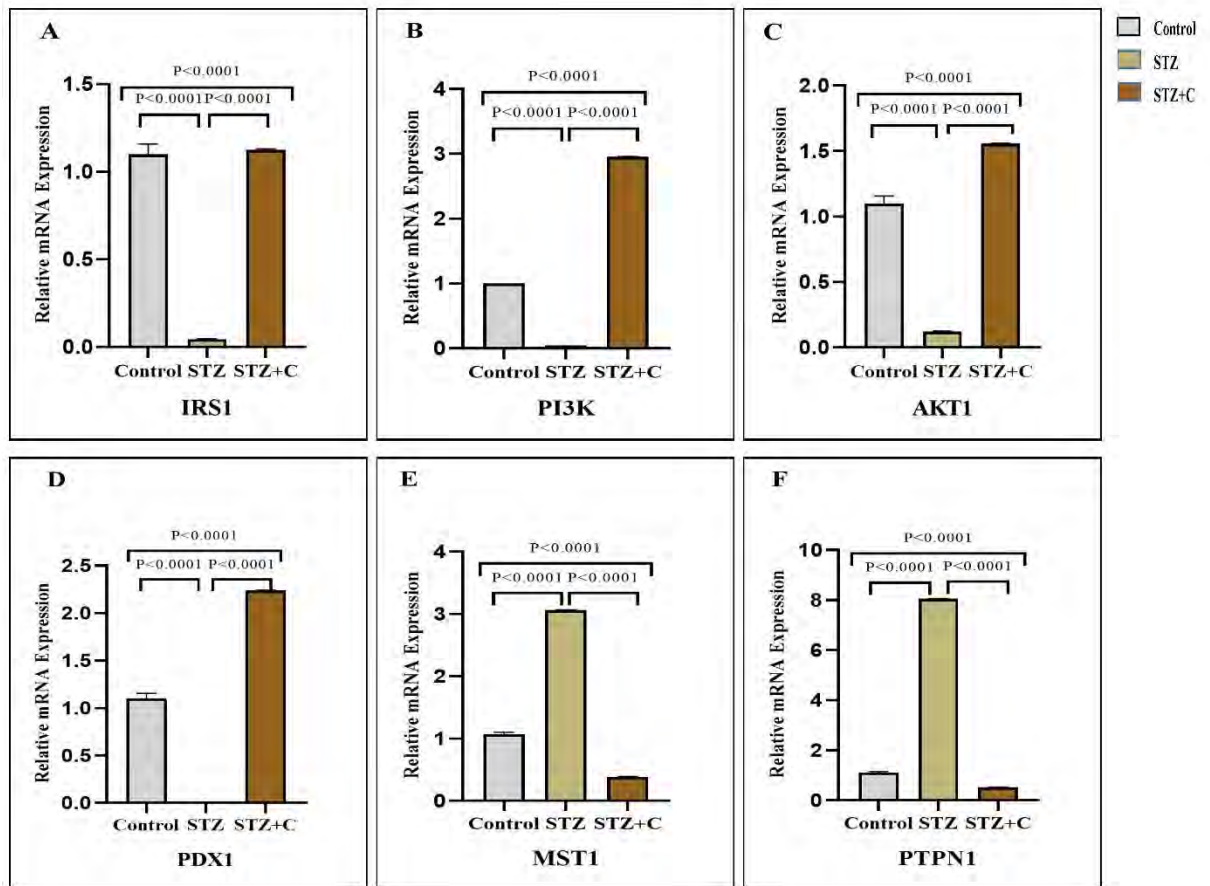 A
P<0.0001
P<0.0001 P<0.0001
Relative mRNA Expression
1.5
1.0
0.5
0.0
Control STZ STZ+C
IRS1
B
P<0.0001
P<0.0001 P<0.0001
Relative mRNA Expression
4
3
2
1
0
Control STZ STZ+C
PI3K
C
P<0.0001
P<0.0001 P<0.0001
Relative mRNA Expression
2.0
1.5
1.0
0.5
0.0
Control STZ STZ+C
AKT1
Control
STZ
STZ+C
D
P<0.0001
P<0.0001 P<0.0001
Relative mRNA Expression
2.5
2.0
1.5
1.0
0.5
0.0
Control STZ STZ+C
PDX1
E
P<0.0001
P<0.0001 P<0.0001
Relative mRNA Expression
4
3
2
1
0
Control STZ STZ+C
MST1
F
P<0.0001
P<0.0001 P<0.0001
Relative mRNA Expression
10
8
6
4
2
0
Control STZ STZ+C
PTPN1